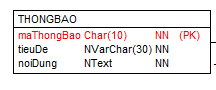 THONGBAO
maThongBao Char(10) NN (PK)
tieuDe NVarChar(30) NN
noiDung NText NN